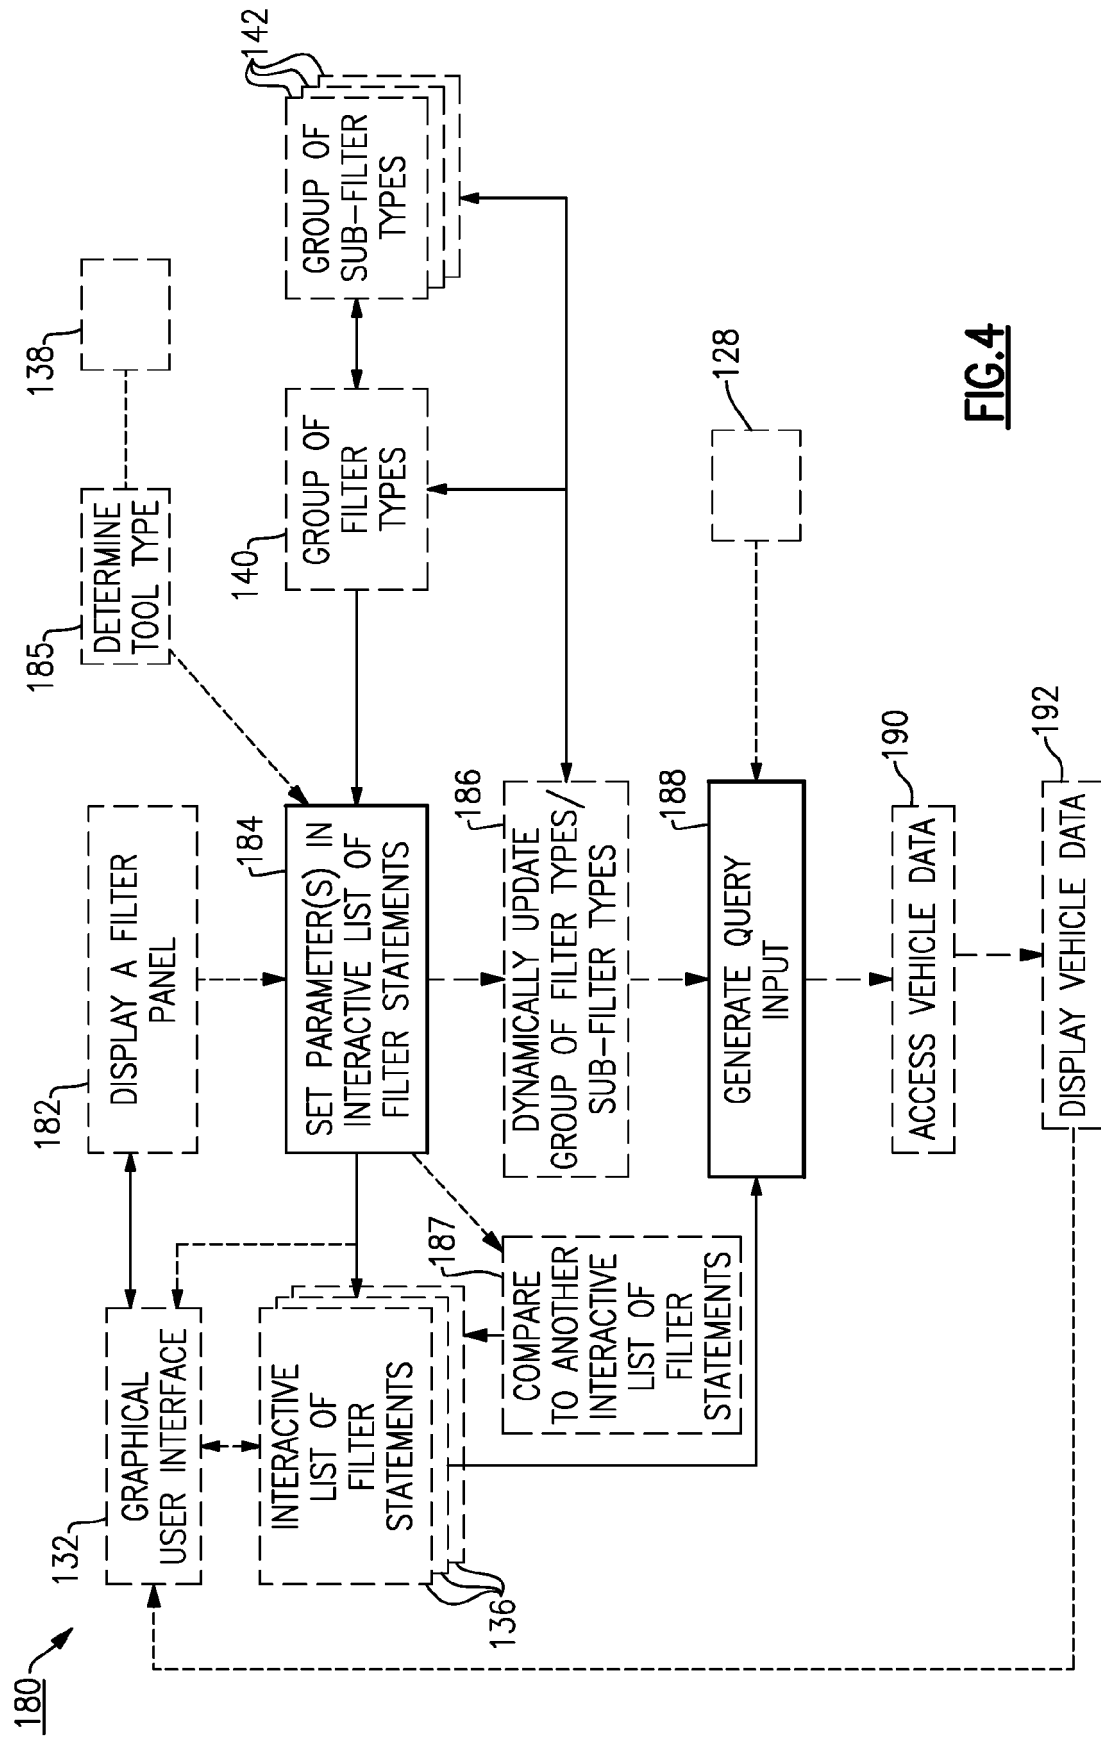 180
132
GRAPHICAL
USER INTERFACE
182
DISPLAY A FILTER
PANEL
185
DETERMINE
TOOL TYPE
138
136
INTERACTIVE
LIST OF
FILTER
STATEMENTS
184
SET PARAMETER(S) IN
INTERACTIVE LIST OF
FILTER STATEMENTS
140
GROUP OF
FILTER
TYPES
142
GROUP OF
SUB-FILTER
TYPES
187
COMPARE
TO ANOTHER
INTERACTIVE
LIST OF
FILTER
STATEMENTS
186
DYNAMICALLY UPDATE
GROUP OF FILTER TYPES/
SUB-FILTER TYPES
188
GENERATE QUERY
INPUT
128
190
ACCESS VEHICLE DATA
192
DISPLAY VEHICLE DATA
FIG.4